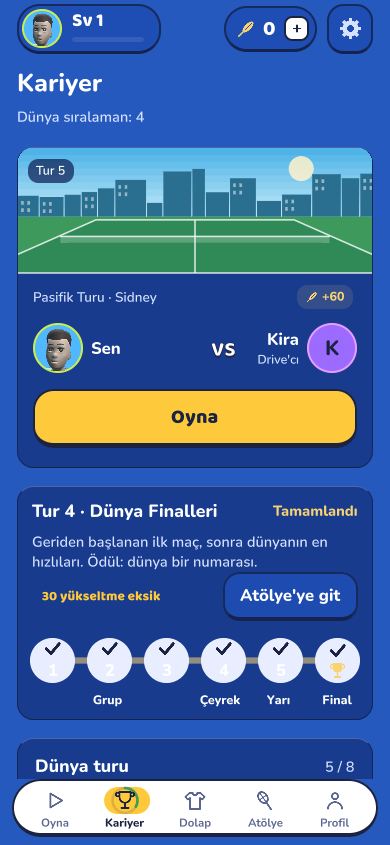 Sv 1
0
+
Kariyer
Dünya sıralaman: 4
Tur 5
Pasifik Turu · Sidney
+60
Sen
VS
Kira
Drive'cı
K
Oyna
Tur 4 · Dünya Finalleri
Tamamlandı
Geriden başlanan ilk maç, sonra dünyanın en
hızlıları. Ödül: dünya bir numarası.
30 yükseltme eksik
Atölye'ye git
1 2 3 4 5
Grup Çeyrek Yarı Final
Dünya turu
5 / 8
Oyna Kariyer Dolap Atölye Profil